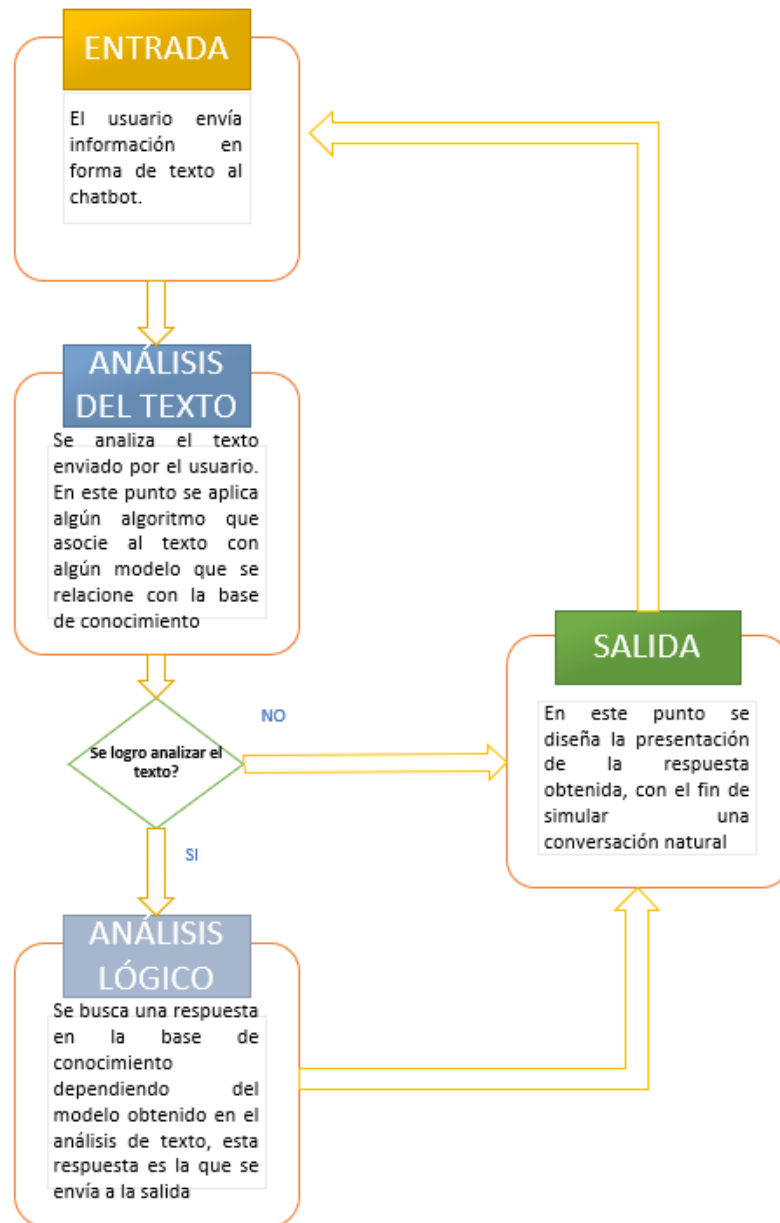 ENTRADA
El usuario envía
información en
forma de texto al
chatbot.
ANÁLISIS
DEL TEXTO
Se analiza el texto
enviado por el usuario.
En este punto se aplica
algún algoritmo que
asocie al texto con
algún modelo que se
relacione con la base
de conocimiento
Se logro analizar el
texto?
NO
SI
SALIDA
En este punto se
diseña la presentación
de la respuesta
obtenida, con el fin de
simular una
conversación natural
ANÁLISIS
LÓGICO
Se busca una respuesta
en la base de
conocimiento
dependiendo del
modelo obtenido en el
análisis de texto, esta
respuesta es la que se
envía a la salida